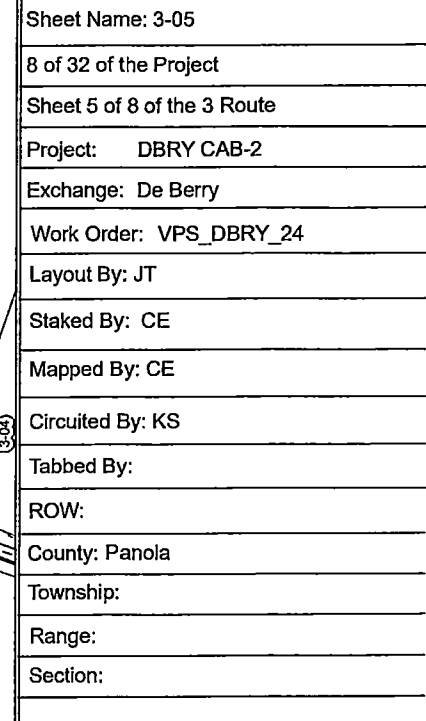 Sheet Name: 3-05
8 of 32 of the Project
Sheet 5 of 8 of the 3 Route
Project: DBRY CAB-2
Exchange: De Berry
Work Order: VPS_DBRY_24
Layout By: JT
Staked By: CE
Mapped By: CE
Circuited By: KS
Tabbed By:
ROW:
County: Panola
Township:
Range:
Section:
3-04